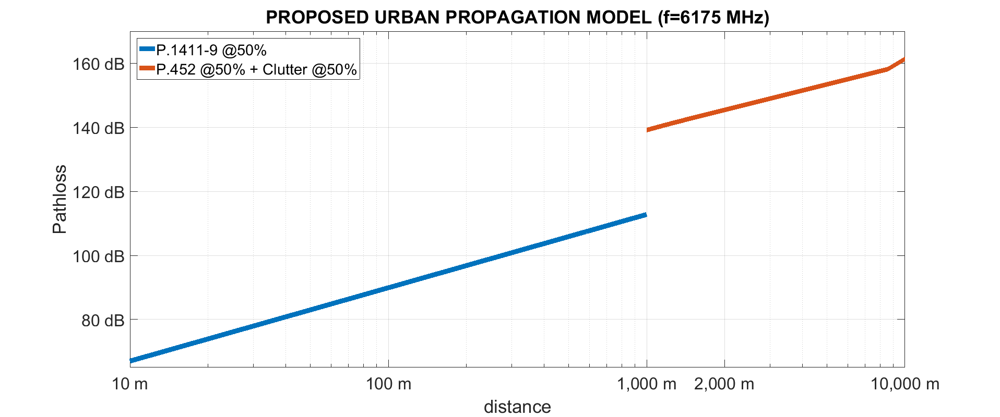 PROPOSED URBAN PROPAGATION MODEL (f=6175 MHz)
P.1411-9 @50%
P.452 @50% + Clutter @50%
160 dB
140 dB
120 dB
100 dB
80 dB
Pathloss
10 m
100 m
1,000 m
2,000 m
10,000 m
distance